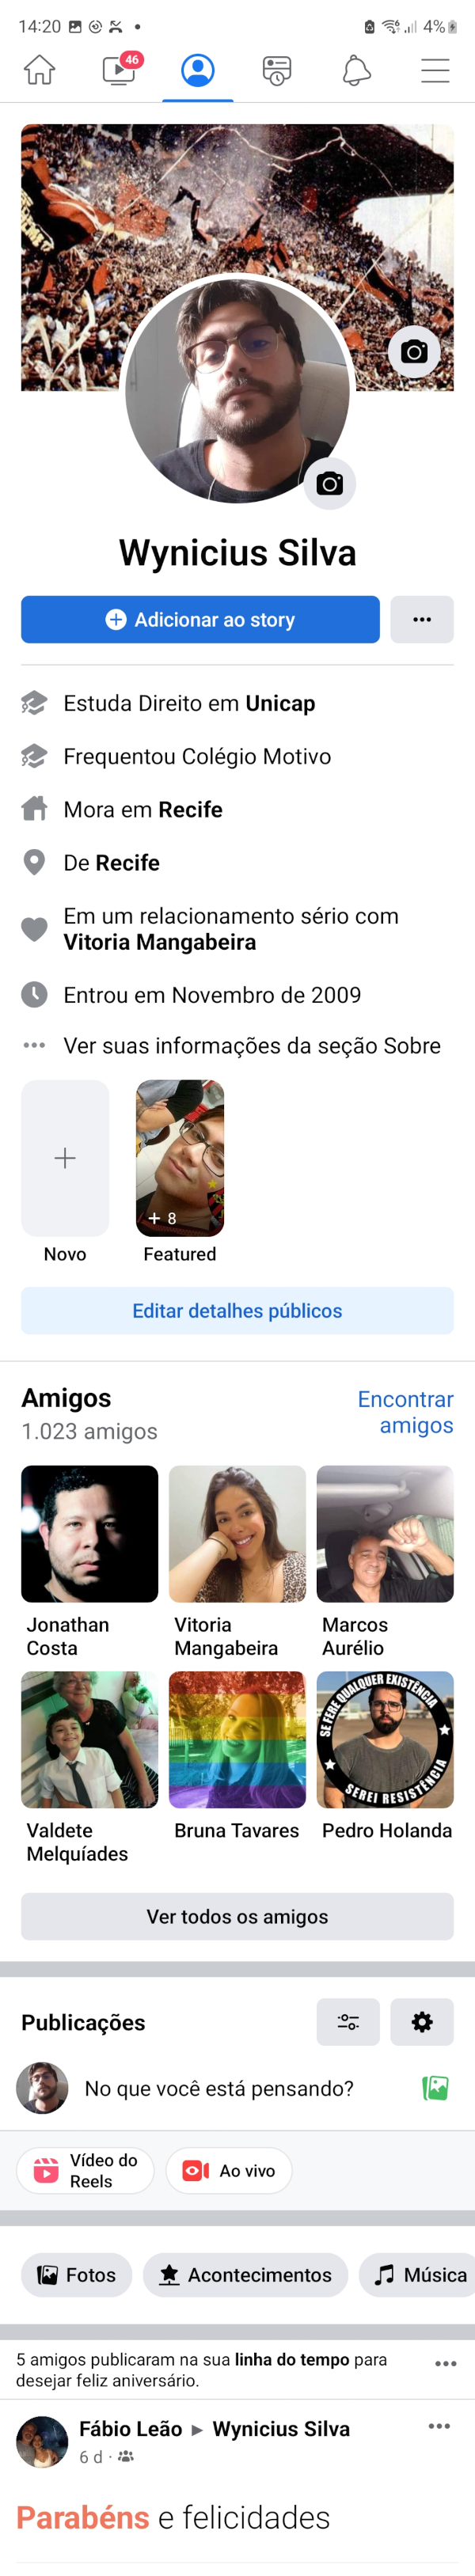 14:20
4%
46
Wynicius Silva
Adicionar ao story
Estuda Direito em Unicap
Frequentou Colégio Motivo
Mora em Recife
De Recife
Em um relacionamento sério com
Vitoria Mangabeira
Entrou em Novembro de 2009
Ver suas informações da seção Sobre
+ 8
Novo
Featured
Editar detalhes públicos
Amigos
Encontrar
amigos
1.023 amigos
Jonathan
Costa
Vitoria
Mangabeira
Marcos
Aurélio
SE FERE QUALQUER EXISTÊNCIA
SEREI RESISTÊNCIA
Valdete
Melquíades
Bruna Tavares
Pedro Holanda
Ver todos os amigos
Publicações
No que você está pensando?
Vídeo do
Reels
Ao vivo
Fotos
Acontecimentos
Música
5 amigos publicaram na sua linha do tempo para
desejar feliz aniversário.
Fábio Leão ▸ Wynicius Silva
6 d ·
Parabéns e felicidades